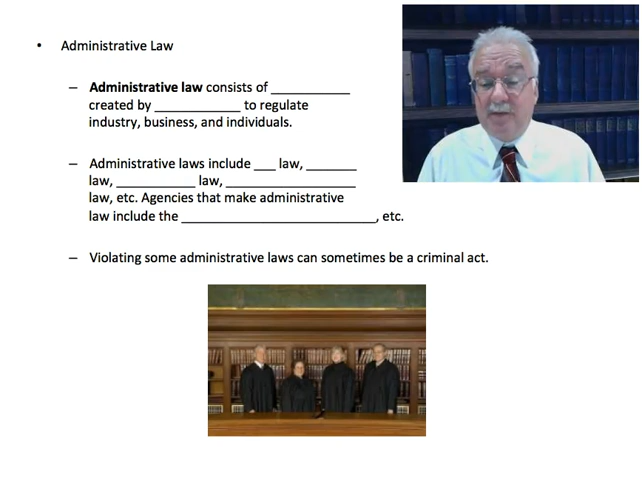 • Administrative Law
– Administrative law consists of ___________
created by ____________ to regulate
industry, business, and individuals.
– Administrative laws include ___ law, _______
law, ___________ law, __________________
law, etc. Agencies that make administrative
law include the ___________________________, etc.
– Violating some administrative laws can sometimes be a criminal act.